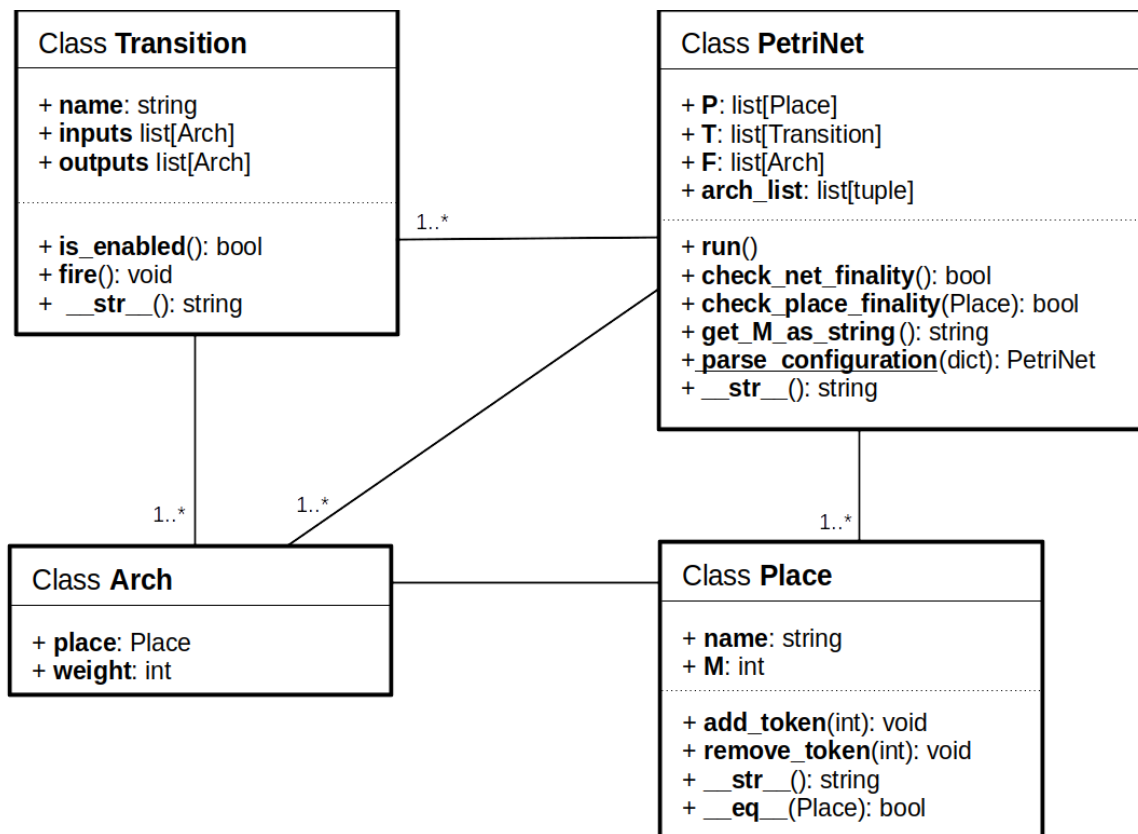 Class Transition
+ name: string
+ inputs list[Arch]
+ outputs list[Arch]
+ is_enabled(): bool
+ fire(): void
+ __str__(): string
Class PetriNet
+ P: list[Place]
+ T: list[Transition]
+ F: list[Arch]
+ arch_list: list[tuple]
+ run()
+ check_net_finality(): bool
+ check_place_finality(Place): bool
+ get_M_as_string(): string
+ parse_configuration(dict): PetriNet
+ __str__(): string
1..*
1..*
1..*
1..*
Class Arch
+ place: Place
+ weight: int
Class Place
+ name: string
+ M: int
+ add_token(int): void
+ remove_token(int): void
+ __str__(): string
+ __eq__(Place): bool